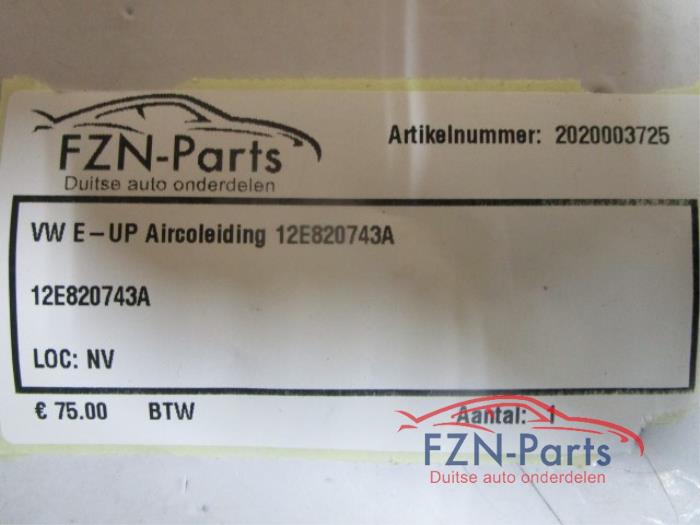 FZN-Parts
Duitse auto onderdelen
Artikelnummer: 2020003725
VW E-UP Aircoleiding 12E820743A
12E820743A
LOC: NV
€ 75.00 BTW Aantal: 1
FZN-Parts
Duitse auto onderdelen